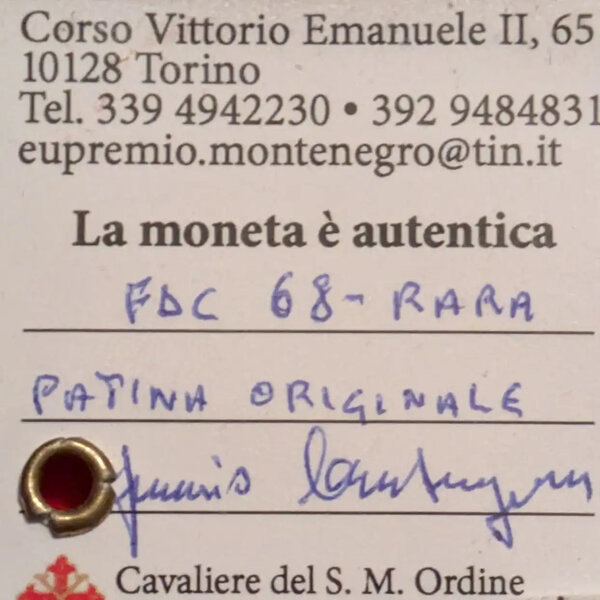 Corso Vittorio Emanuele II, 65
10128 Torino
Tel. 339 4942230 • 392 9484831
eupremio.montenegro@tin.it
La moneta è autentica
FDC 68 - RARA
PATINA ORIGINALE
Cavaliere del S. M. Ordine